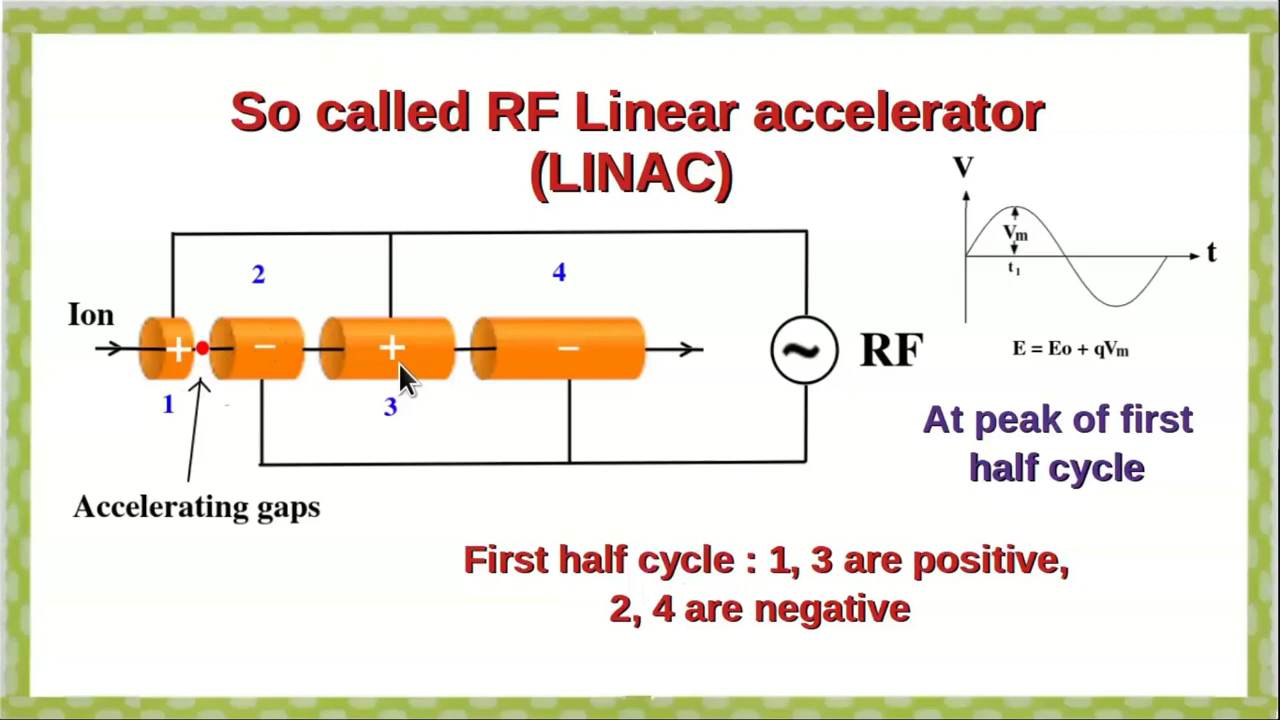 So called RF Linear accelerator
(LINAC)
V
Vm
t1
t
E = Eo + qVm
2
4
Ion
+
−
+
−
RF
1
3
Accelerating gaps
At peak of first
half cycle
First half cycle : 1, 3 are positive,
2, 4 are negative